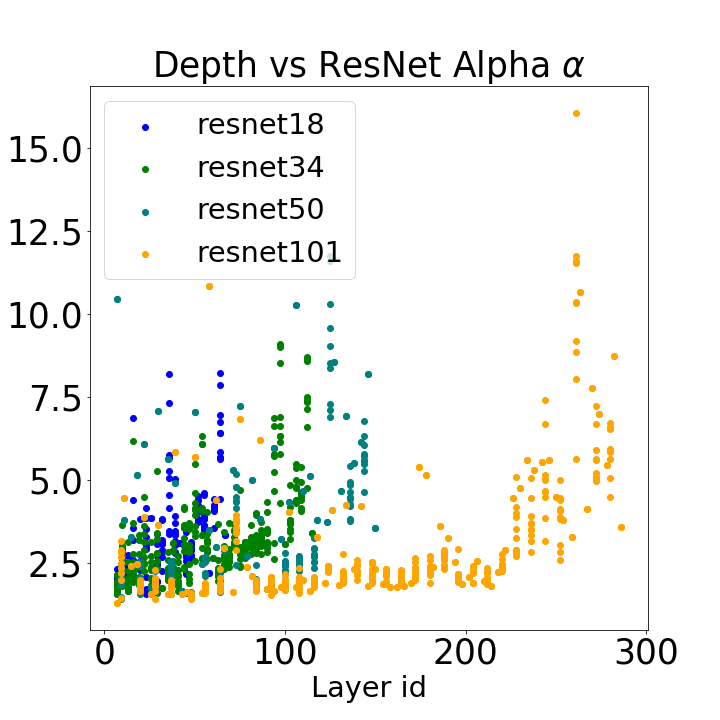 Depth vs ResNet Alpha α
resnet18
resnet34
resnet50
resnet101
15.0
12.5
10.0
7.5
5.0
2.5
0
100
200
300
Layer id